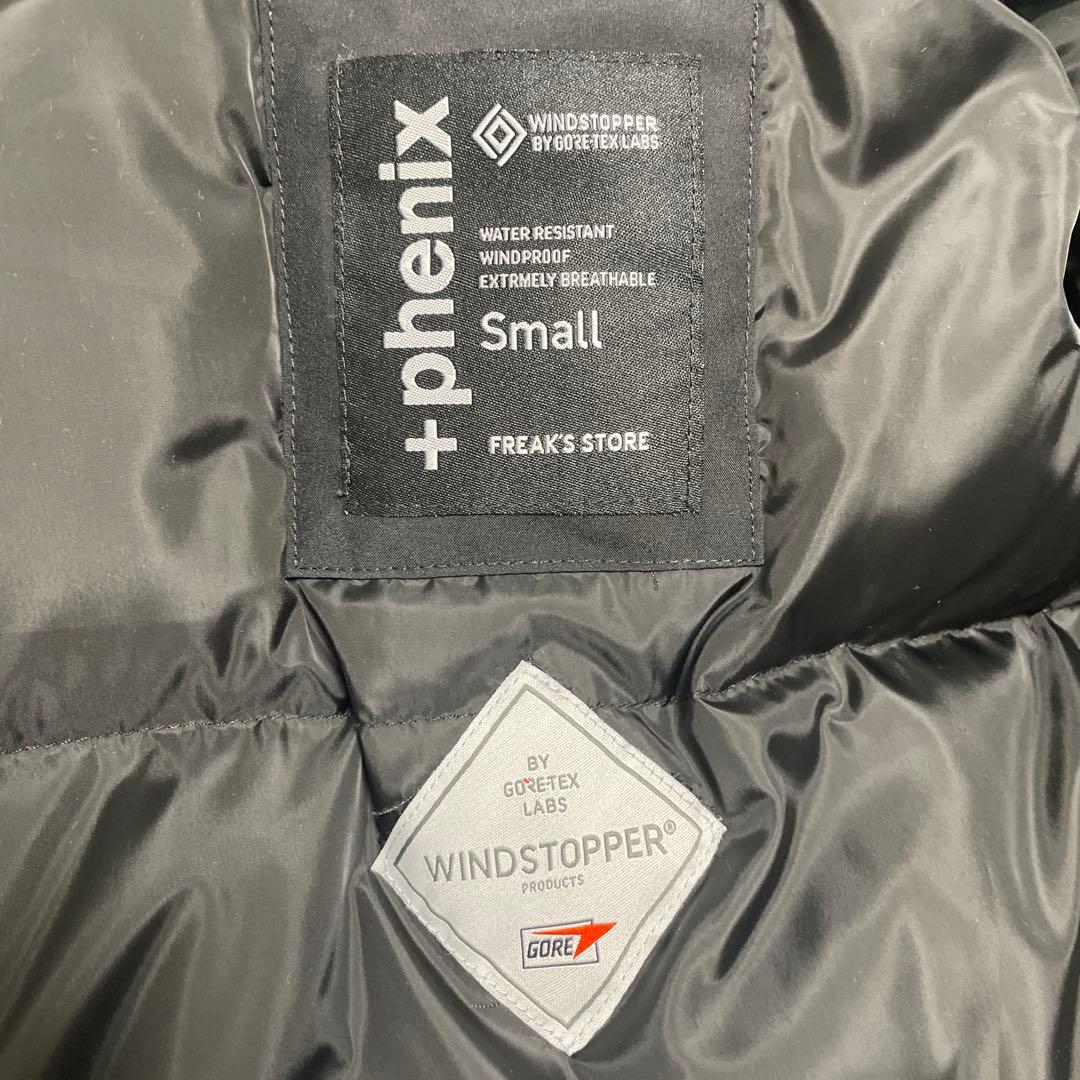 +phenix
WINDSTOPPER
BY GORE-TEX LABS
WATER RESISTANT
WINDPROOF
EXTRMELY BREATHABLE
Small
FREAK'S STORE
BY
GORE-TEX
LABS
WINDSTOPPER®
PRODUCTS
GORE